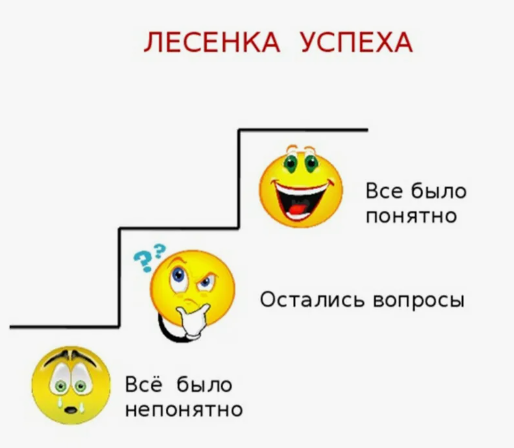 ЛЕСЕНКА УСПЕХА
Все было
понятно
??
Остались вопросы
Всё было
непонятно